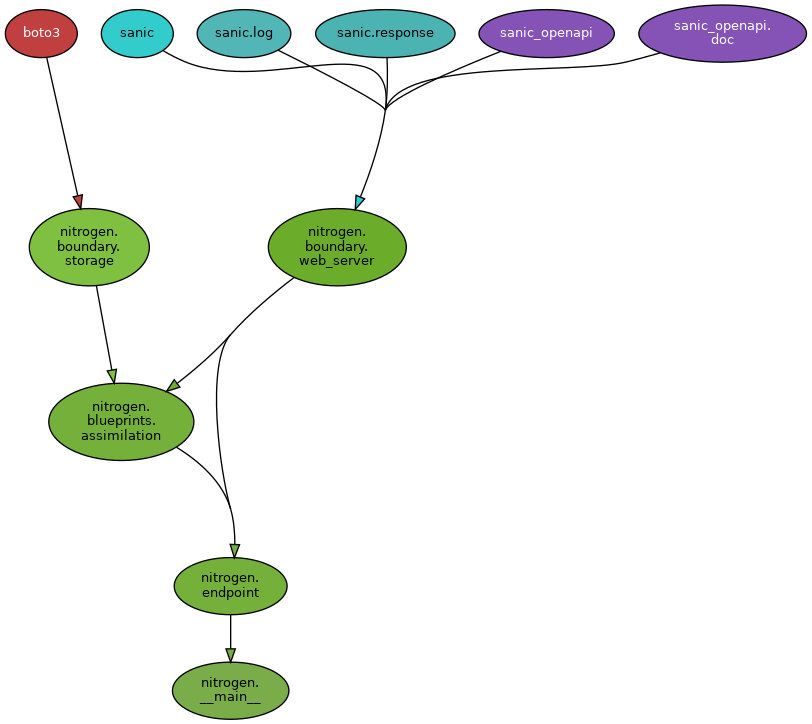 boto3
sanic
sanic.log
sanic.response
sanic_openapi
sanic_openapi.
doc
nitrogen.
boundary.
storage
nitrogen.
boundary.
web_server
nitrogen.
blueprints.
assimilation
nitrogen.
endpoint
nitrogen.
__main__